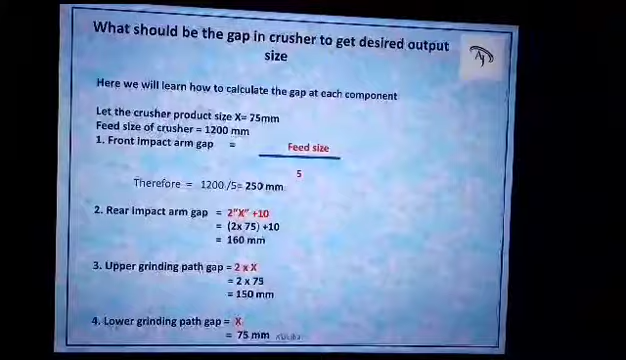 What should be the gap in crusher to get desired output
size
Here we will learn how to calculate the gap at each component
Let the crusher product size X= 75mm
Feed size of crusher = 1200 mm
1. Front impact arm gap = Feed size
5
Therefore = 1200 /5= 250 mm
2. Rear impact arm gap = 2"X" +10
= (2x 75) +10
= 160 mm
3. Upper grinding path gap = 2 x X
= 2 x 75
= 150 mm
4. Lower grinding path gap = X
= 75 mm